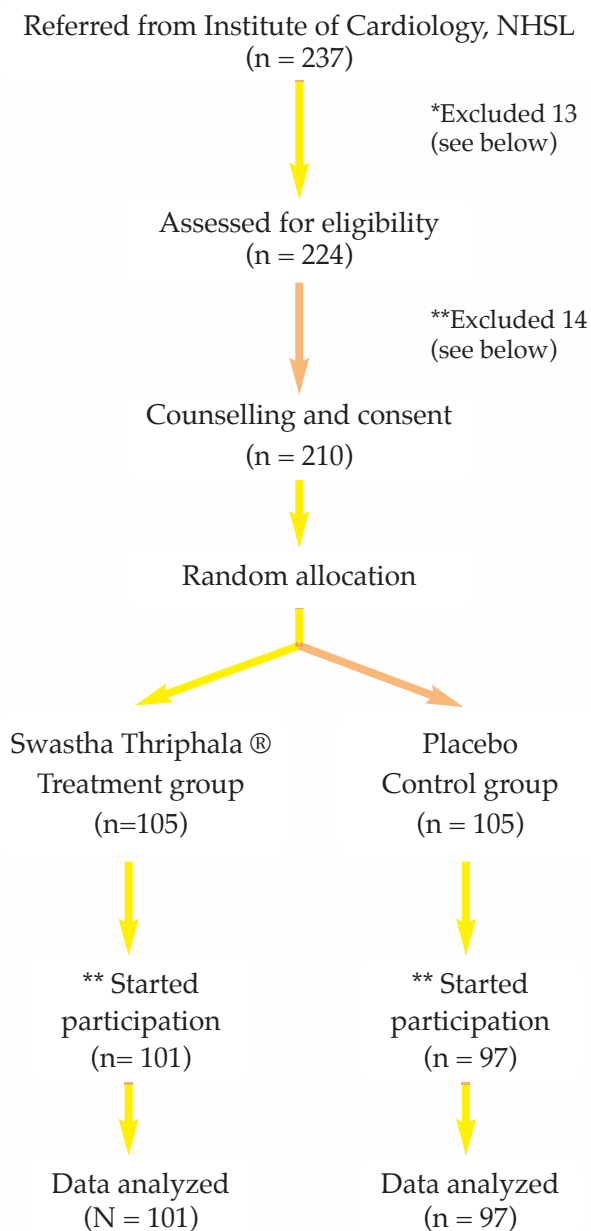 Referred from Institute of Cardiology, NHSL
(n = 237)
*Excluded 13
(see below)
Assessed for eligibility
(n = 224)
**Excluded 14
(see below)
Counselling and consent
(n = 210)
Random allocation
Swastha Thriphala ®
Treatment group
(n=105)
Placebo
Control group
(n = 105)
** Started
participation
(n= 101)
** Started
participation
(n = 97)
Data analyzed
(N = 101)
Data analyzed
(n = 97)